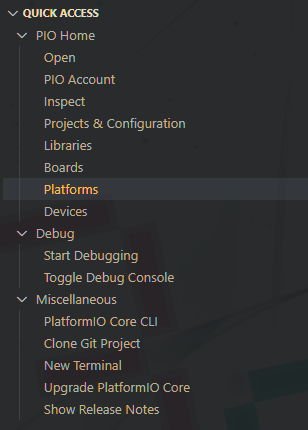 QUICK ACCESS
PIO Home
Open
PIO Account
Inspect
Projects & Configuration
Libraries
Boards
Platforms
Devices
Debug
Start Debugging
Toggle Debug Console
Miscellaneous
PlatformIO Core CLI
Clone Git Project
New Terminal
Upgrade PlatformIO Core
Show Release Notes